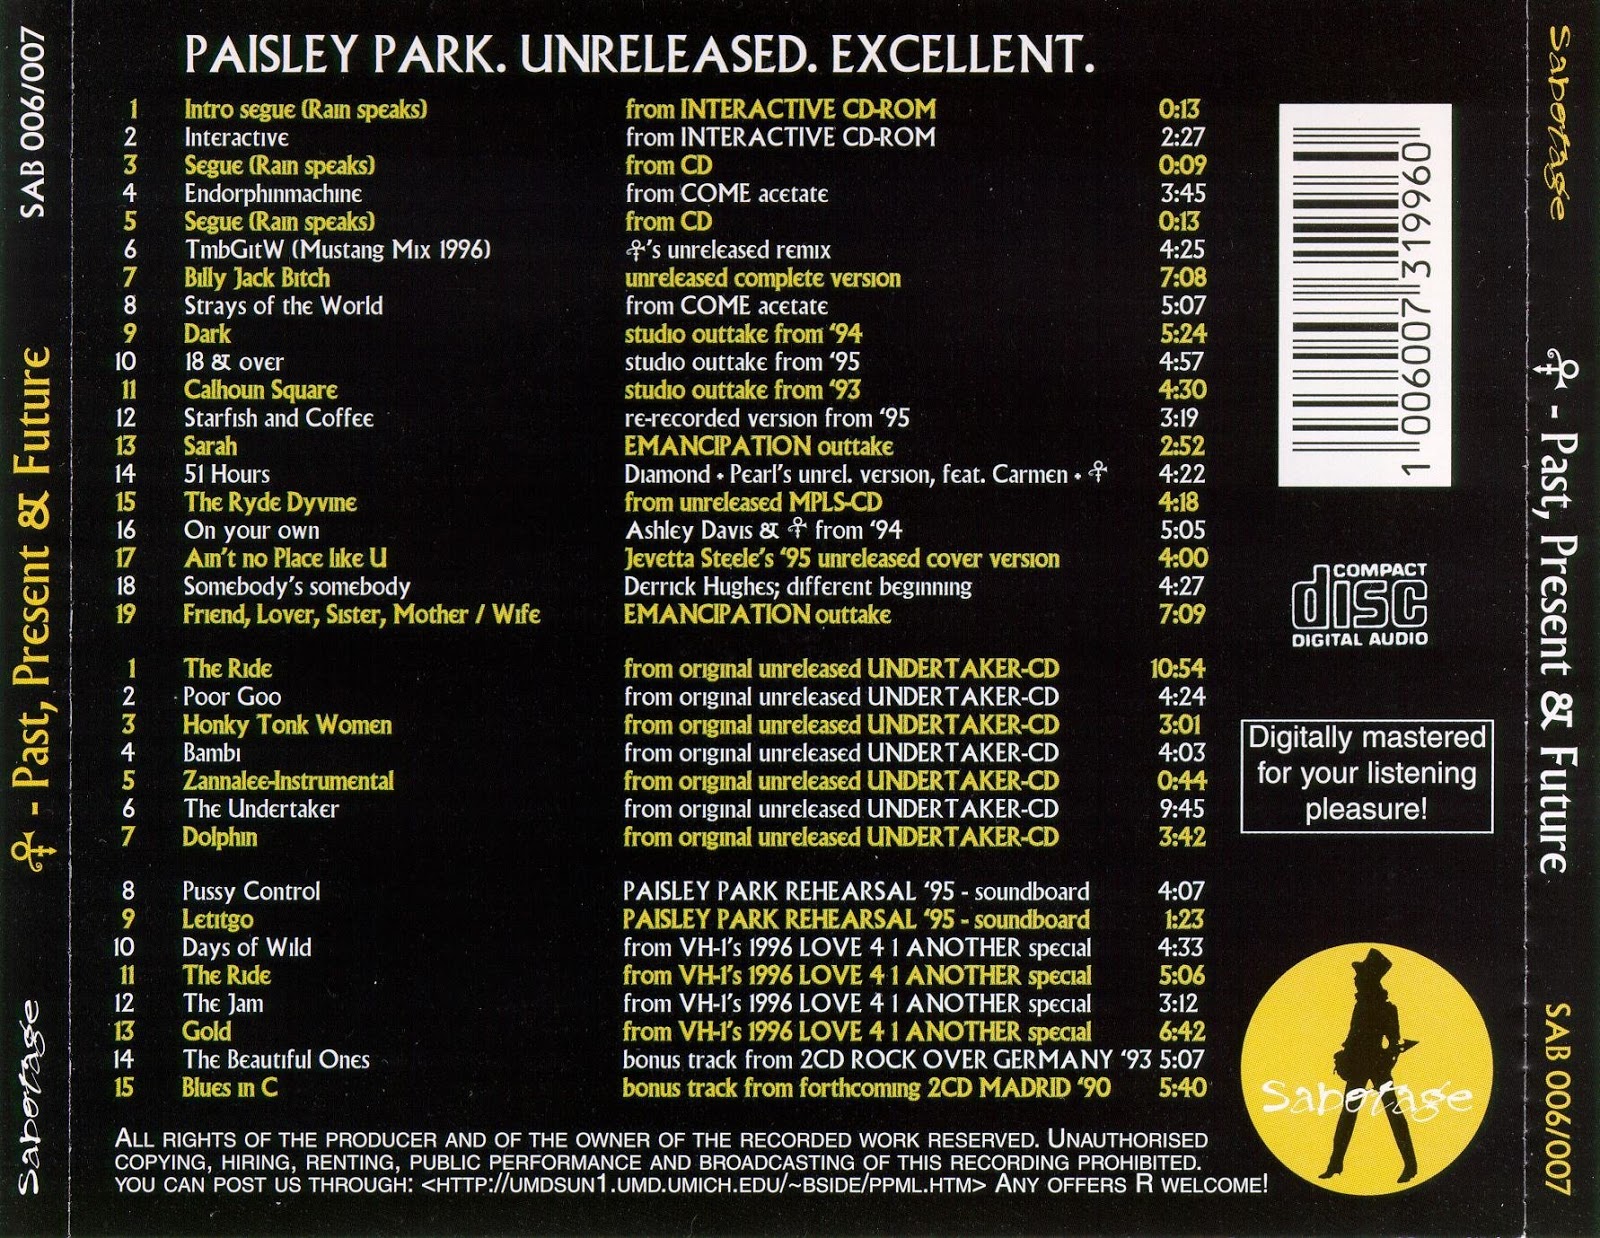 PAISLEY PARK. UNRELEASED. EXCELLENT.
1 Intro segue (Rain speaks) from INTERACTIVE CD-ROM 0:13
2 Interactive from INTERACTIVE CD-ROM 2:27
3 Segue (Rain speaks) from CD 0:09
4 Endorphinmachine from COME acetate 3:45
5 Segue (Rain speaks) from CD 0:13
6 TmbGitW (Mustang Mix 1996) 's unreleased remix 4:25
7 Billy Jack Bitch unreleased complete version 7:08
8 Strays of the World from COME acetate 5:07
9 Dark studio outtake from '94 5:24
10 18 & over studio outtake from '95 4:57
11 Calhoun Square studio outtake from '93 4:30
12 Starfish and Coffee re-recorded version from '95 3:19
13 Sarah EMANCIPATION outtake 2:52
14 51 Hours Diamond + Pearl's unrel. version, feat. Carmen + 4:22
15 The Ryde Dyvine from unreleased MPLS-CD 4:18
16 On your own Ashley Davis & from '94 5:05
17 Ain't no Place like U Jevetta Steele's '95 unreleased cover version 4:00
18 Somebody's somebody Derrick Hughes; different beginning 4:27
19 Friend, Lover, Sister, Mother / Wife EMANCIPATION outtake 7:09
1 The Ride from original unreleased UNDERTAKER-CD 10:54
2 Poor Goo from original unreleased UNDERTAKER-CD 4:24
3 Honky Tonk Women from original unreleased UNDERTAKER-CD 3:01
4 Bambi from original unreleased UNDERTAKER-CD 4:03
5 Zannalee-Instrumental from original unreleased UNDERTAKER-CD 0:44
6 The Undertaker from original unreleased UNDERTAKER-CD 9:45
7 Dolphin from original unreleased UNDERTAKER-CD 3:42
8 Pussy Control PAISLEY PARK REHEARSAL '95 - soundboard 4:07
9 Letitgo PAISLEY PARK REHEARSAL '95 - soundboard 1:23
10 Days of Wild from VH-1's 1996 LOVE 4 1 ANOTHER special 4:33
11 The Ride from VH-1's 1996 LOVE 4 1 ANOTHER special 5:06
12 The Jam from VH-1's 1996 LOVE 4 1 ANOTHER special 3:12
13 Gold from VH-1's 1996 LOVE 4 1 ANOTHER special 6:42
14 The Beautiful Ones bonus track from 2CD ROCK OVER GERMANY '93 5:07
15 Blues in C bonus track from forthcoming 2CD MADRID '90 5:40
ALL RIGHTS OF THE PRODUCER AND OF THE OWNER OF THE RECORDED WORK RESERVED. UNAUTHORISED
COPYING, HIRING, RENTING, PUBLIC PERFORMANCE AND BROADCASTING OF THIS RECORDING PROHIBITED.
YOU CAN POST US THROUGH: <HTTP://UMDSUN1.UMD.UMICH.EDU/~BSIDE/PPML.HTM> ANY OFFERS R WELCOME!
1 006007 319960
COMPACT
disc
DIGITAL AUDIO
Digitally mastered
for your listening
pleasure!
Sabotage
SAB 006/007
- Past, Present & Future
Sabotage
Sabotage
- Past, Present & Future
SAB 006/007